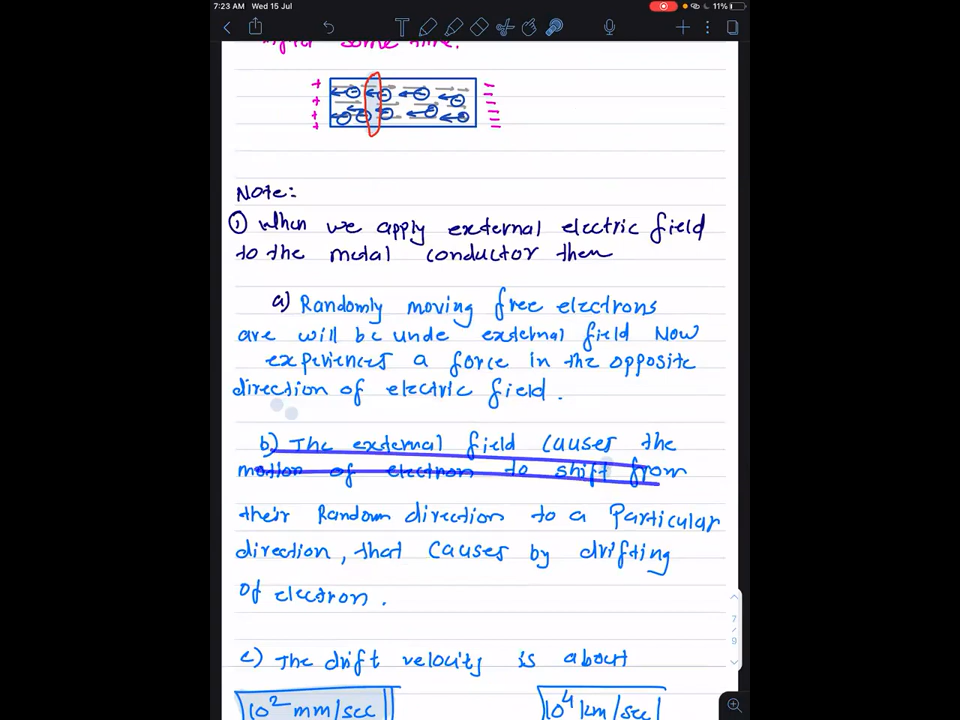 7:23 AM Wed 15 Jul
11%
some
+ + + +
Note:
① When we apply external electric field
to the metal conductor then
a) Randomly moving free electrons
are will be unde external field Now
experiences a force in the opposite
direction of electric field.
b) The external field causes the
motion of electron to shift from
their Random direction to a Particular
direction, that causes by drifting
of electron.
c) The drift velocity is about
10² mm/sec 10⁴ km/sec
7/9